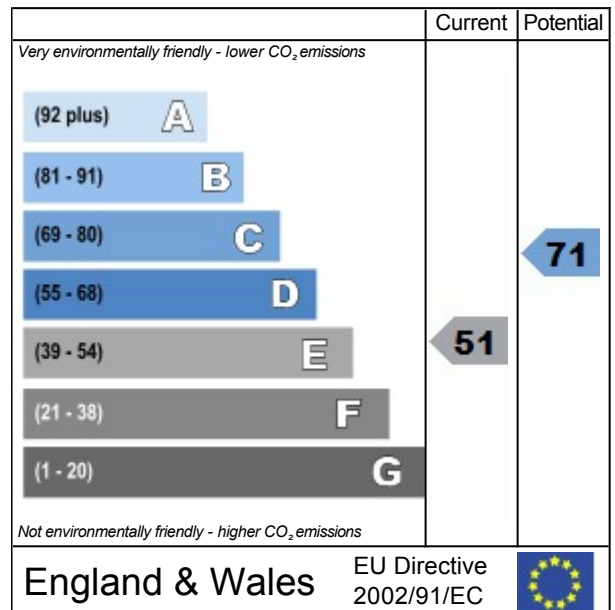 Current Potential
Very environmentally friendly - lower CO₂ emissions
(92 plus) A
(81 - 91) B
(69 - 80) C
71
(55 - 68) D
(39 - 54) E
51
(21 - 38) F
(1 - 20) G
Not environmentally friendly - higher CO₂ emissions
England & Wales
EU Directive
2002/91/EC